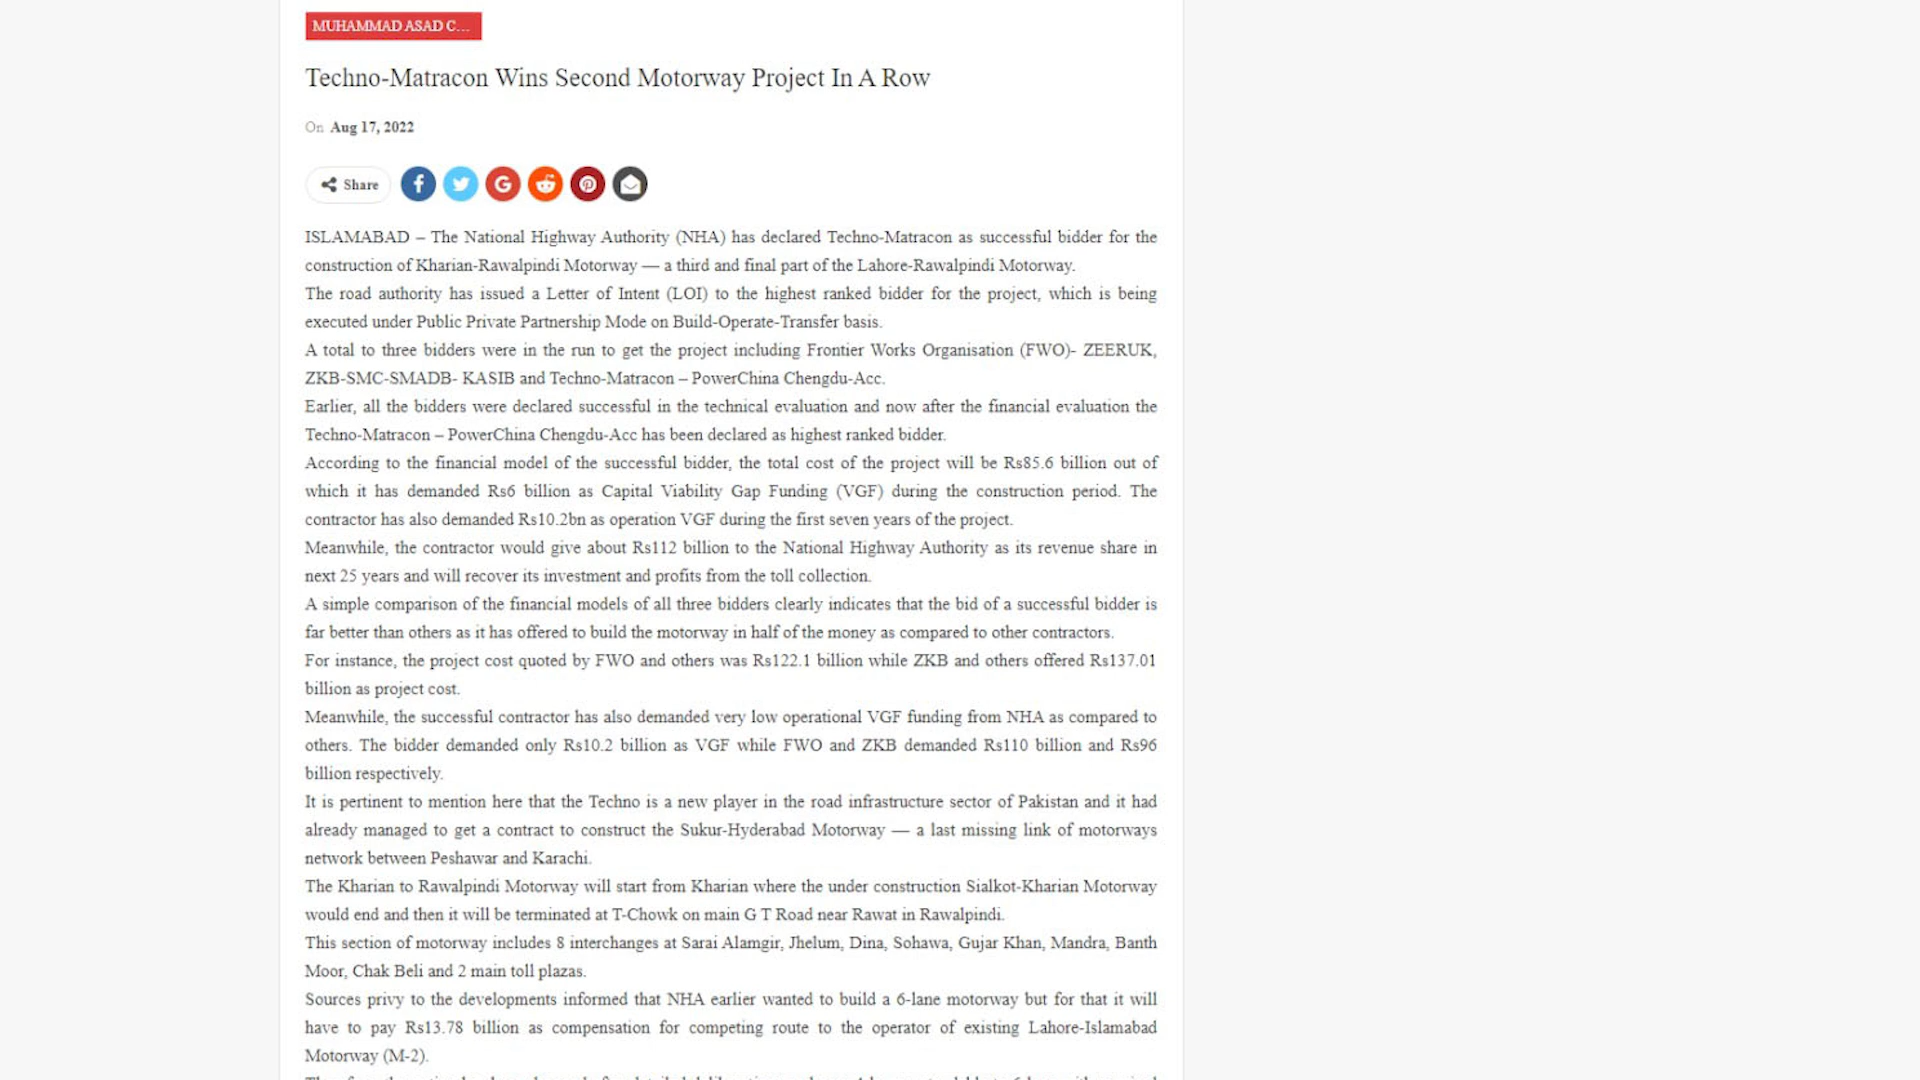 MUHAMMAD ASAD C...
Techno-Matracon Wins Second Motorway Project In A Row
On Aug 17, 2022
Share
ISLAMABAD – The National Highway Authority (NHA) has declared Techno-Matracon as successful bidder for the
construction of Kharian-Rawalpindi Motorway — a third and final part of the Lahore-Rawalpindi Motorway.
The road authority has issued a Letter of Intent (LOI) to the highest ranked bidder for the project, which is being
executed under Public Private Partnership Mode on Build-Operate-Transfer basis.
A total to three bidders were in the run to get the project including Frontier Works Organisation (FWO)- ZEERUK,
ZKB-SMC-SMADB- KASIB and Techno-Matracon – PowerChina Chengdu-Acc.
Earlier, all the bidders were declared successful in the technical evaluation and now after the financial evaluation the
Techno-Matracon – PowerChina Chengdu-Acc has been declared as highest ranked bidder.
According to the financial model of the successful bidder, the total cost of the project will be Rs85.6 billion out of
which it has demanded Rs6 billion as Capital Viability Gap Funding (VGF) during the construction period. The
contractor has also demanded Rs10.2bn as operation VGF during the first seven years of the project.
Meanwhile, the contractor would give about Rs112 billion to the National Highway Authority as its revenue share in
next 25 years and will recover its investment and profits from the toll collection.
A simple comparison of the financial models of all three bidders clearly indicates that the bid of a successful bidder is
far better than others as it has offered to build the motorway in half of the money as compared to other contractors.
For instance, the project cost quoted by FWO and others was Rs122.1 billion while ZKB and others offered Rs137.01
billion as project cost.
Meanwhile, the successful contractor has also demanded very low operational VGF funding from NHA as compared to
others. The bidder demanded only Rs10.2 billion as VGF while FWO and ZKB demanded Rs110 billion and Rs96
billion respectively.
It is pertinent to mention here that the Techno is a new player in the road infrastructure sector of Pakistan and it had
already managed to get a contract to construct the Sukur-Hyderabad Motorway — a last missing link of motorways
network between Peshawar and Karachi.
The Kharian to Rawalpindi Motorway will start from Kharian where the under construction Sialkot-Kharian Motorway
would end and then it will be terminated at T-Chowk on main G T Road near Rawat in Rawalpindi.
This section of motorway includes 8 interchanges at Sarai Alamgir, Jhelum, Dina, Sohawa, Gujar Khan, Mandra, Banth
Moor, Chak Beli and 2 main toll plazas.
Sources privy to the developments informed that NHA earlier wanted to build a 6-lane motorway but for that it will
have to pay Rs13.78 billion as compensation for competing route to the operator of existing Lahore-Islamabad
Motorway (M-2).